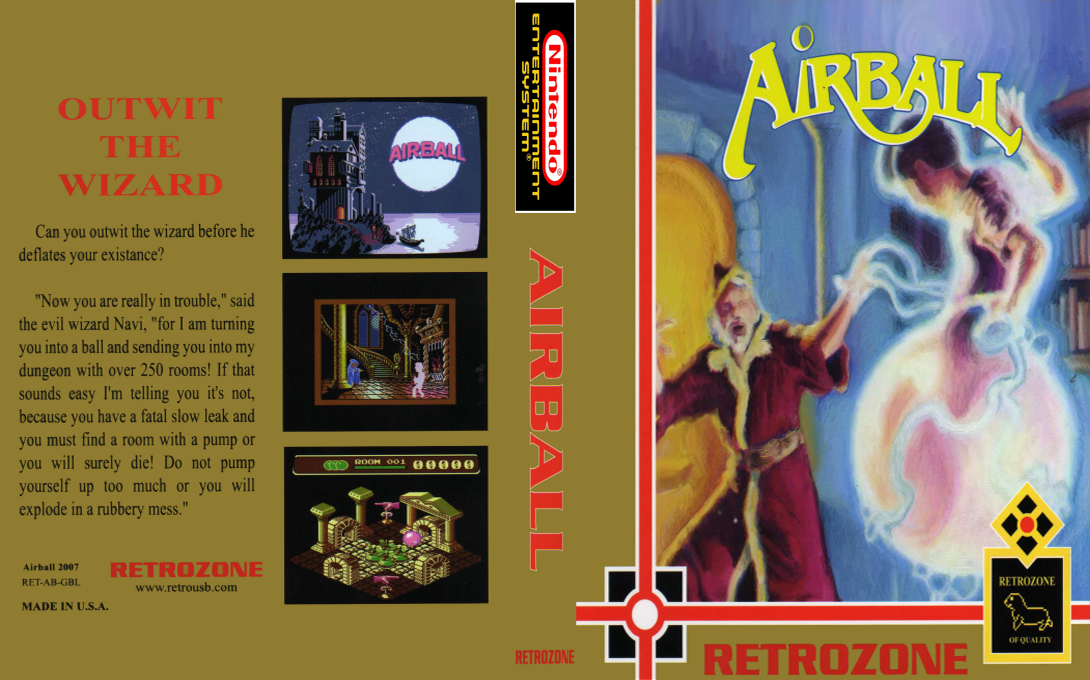 OUTWIT
THE
WIZARD
Can you outwit the wizard before he
deflates your existance?
"Now you are really in trouble," said
the evil wizard Navi, "for I am turning
you into a ball and sending you into my
dungeon with over 250 rooms! If that
sounds easy I'm telling you it's not,
because you have a fatal slow leak and
you must find a room with a pump or
you will surely die! Do not pump
yourself up too much or you will
explode in a rubbery mess."
Airball 2007
RET-AB-GBL
MADE IN U.S.A.
RETROZONE
www.retrousb.com
AIRBALL
ROOM 001
00000
Nintendo®
ENTERTAINMENT
SYSTEM®
AIRBALL
RETROZONE
AIRBALL
RETROZONE
OF QUALITY
RETROZONE